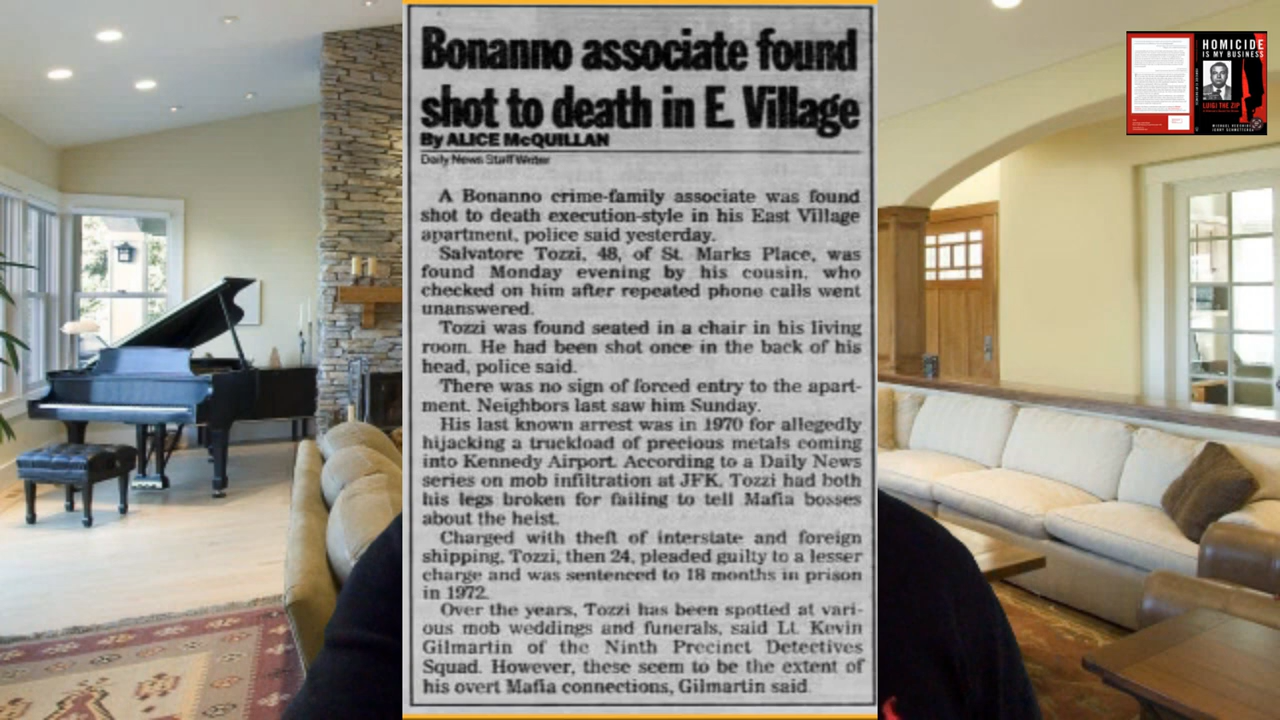 Bonanno associate found
shot to death in E. Village
By ALICE McQUILLAN
Daily News Staff Writer
A Bonanno crime-family associate was found
shot to death execution-style in his East Village
apartment, police said yesterday.
Salvatore Tozzi, 48, of St. Marks Place, was
found Monday evening by his cousin, who
checked on him after repeated phone calls went
unanswered.
Tozzi was found seated in a chair in his living
room. He had been shot once in the back of his
head, police said.
There was no sign of forced entry to the apart-
ment. Neighbors last saw him Sunday.
His last known arrest was in 1970 for allegedly
hijacking a truckload of precious metals coming
into Kennedy Airport. According to a Daily News
series on mob infiltration at JFK, Tozzi had both
his legs broken for failing to tell Mafia bosses
about the heist.
Charged with theft of interstate and foreign
shipping, Tozzi, then 24, pleaded guilty to a lesser
charge and was sentenced to 18 months in prison
in 1972.
Over the years, Tozzi has been spotted at vari-
ous mob weddings and funerals, said Lt. Kevin
Gilmartin of the Ninth Precinct Detectives
Squad. However, these seem to be the extent of
his overt Mafia connections, Gilmartin said.
HOMICIDE
IS MY BUSINESS
LUIGI THE ZIP